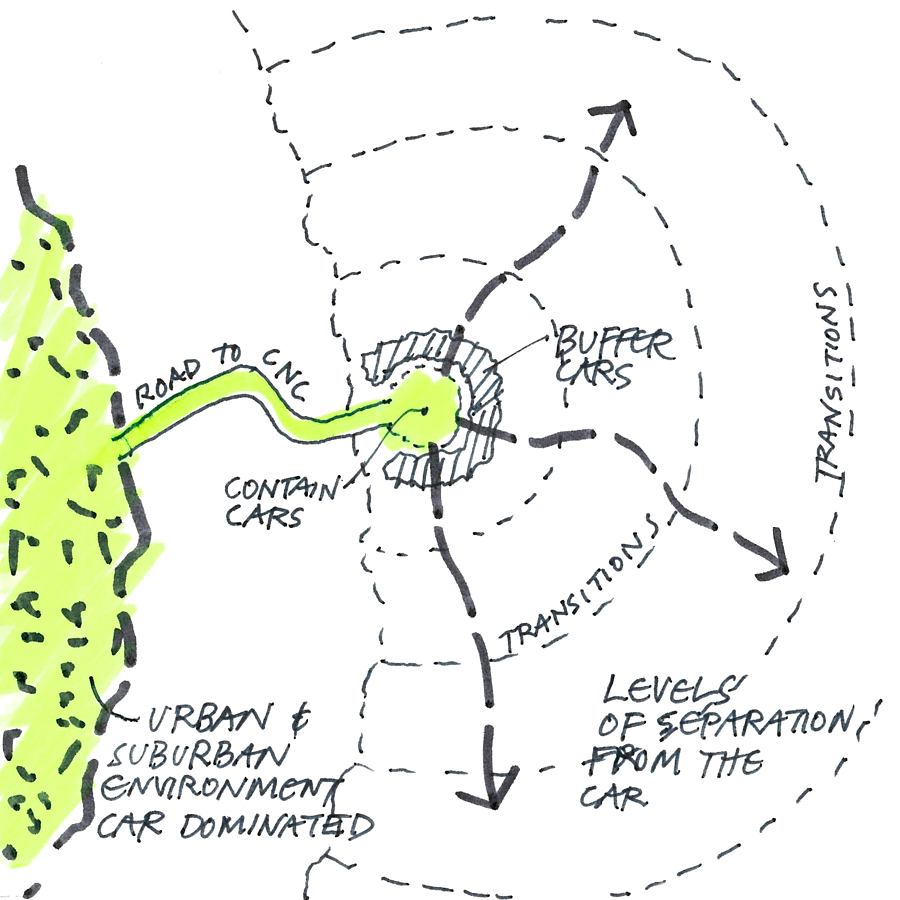 ROAD TO CNC
BUFFER
CARS
CONTAIN
CARS
TRANSITIONS
TRANSITIONS
URBAN &
SUBURBAN
ENVIRONMENT
CAR DOMINATED
LEVELS
OF SEPARATION
FROM THE
CAR